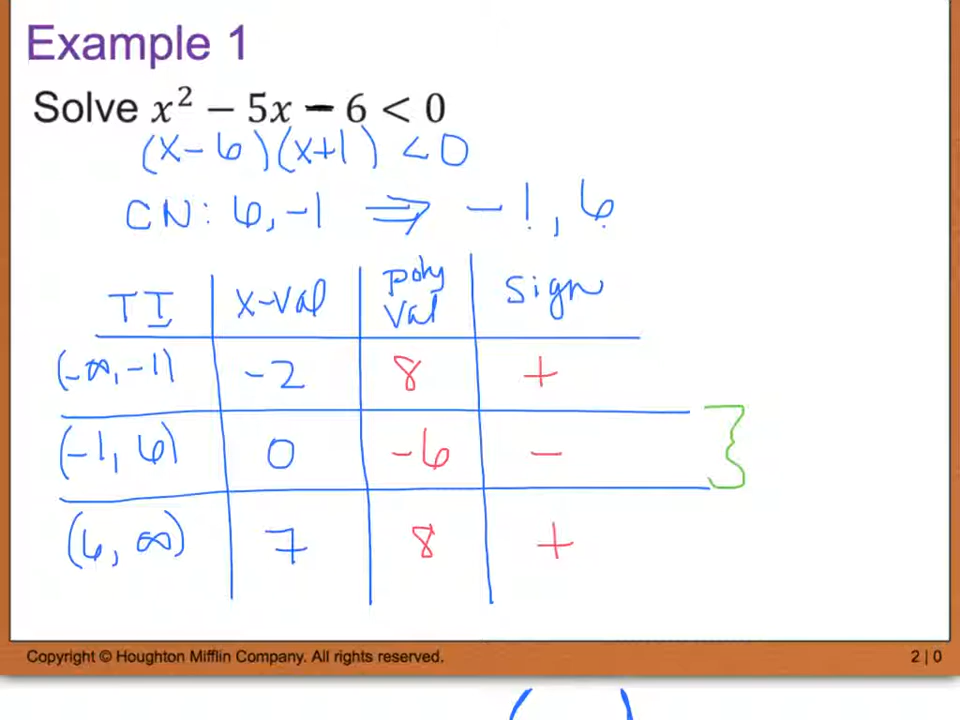 Example 1
Solve x² − 5x − 6 < 0
(x−6)(x+1) < 0
CN: 6, −1 ⇒ −1, 6
TI x-val poly val sign
(−∞, −1) −2 8 +
(−1, 6) 0 −6 −
(6, ∞) 7 8 +
Copyright © Houghton Mifflin Company. All rights reserved. 2 | 0